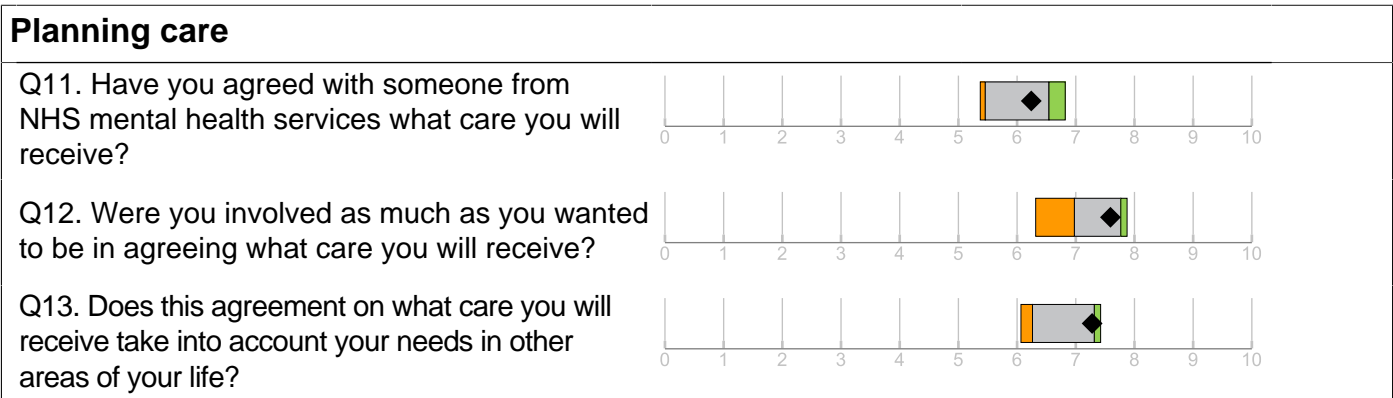 Planning care
Q11. Have you agreed with someone from
NHS mental health services what care you will
receive?
0 1 2 3 4 5 6 7 8 9 10
Q12. Were you involved as much as you wanted
to be in agreeing what care you will receive?
0 1 2 3 4 5 6 7 8 9 10
Q13. Does this agreement on what care you will
receive take into account your needs in other
areas of your life?
0 1 2 3 4 5 6 7 8 9 10